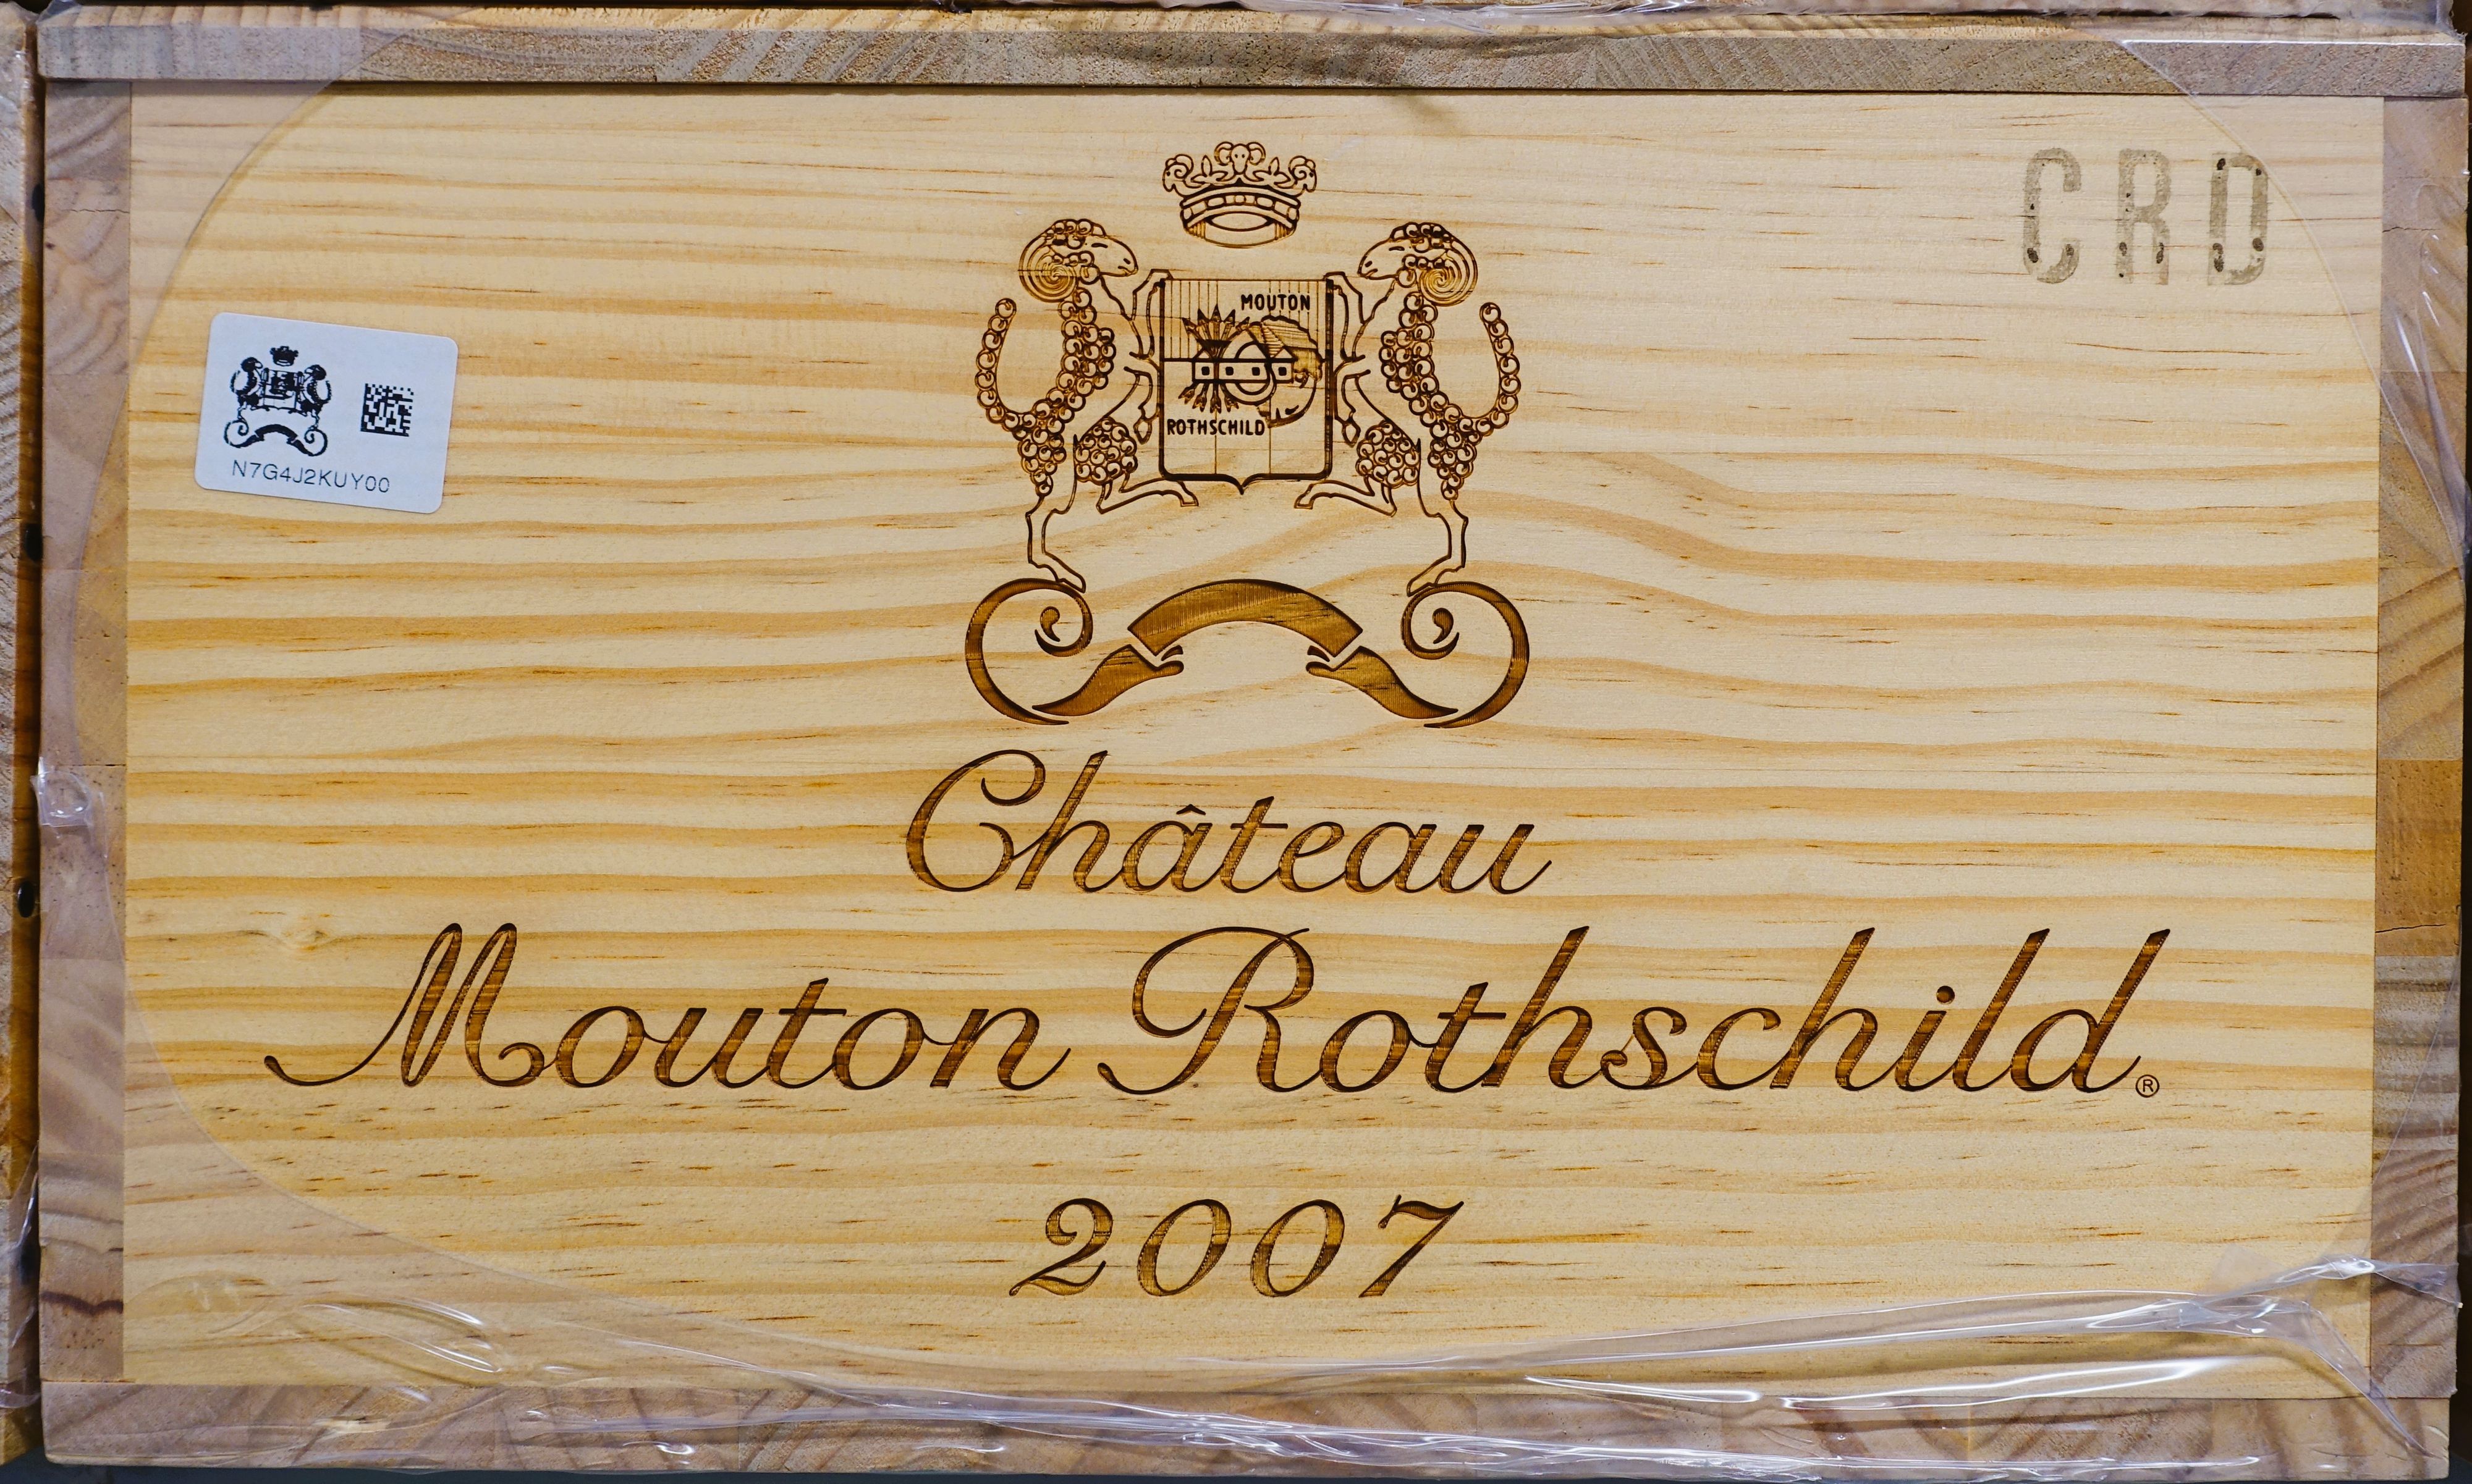 CRD
MOUTON
ROTHSCHILD
N7G4J2KUY00
Château
Mouton Rothschild®
2007